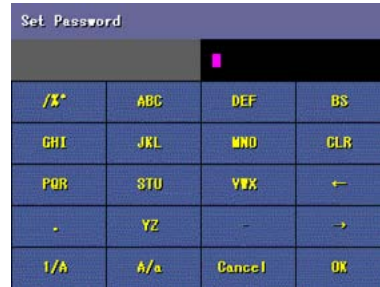 Set Password
/%* ABC DEF BS
GHI JKL MNO CLR
PQR STU VWX ←
. YZ - →
1/A A/a Cancel OK